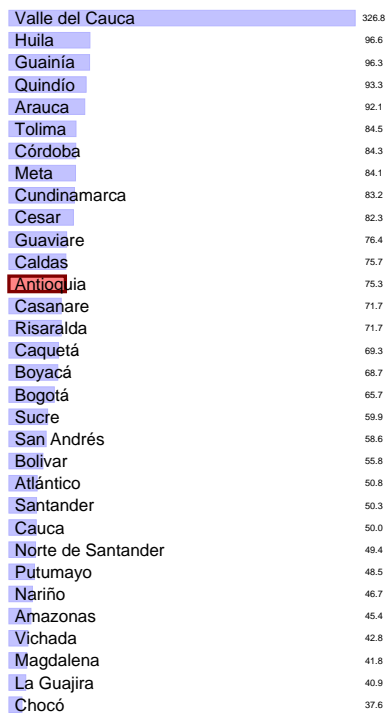 Valle del Cauca 326.8
Huila 96.6
Guainía 96.3
Quindío 93.3
Arauca 92.1
Tolima 84.5
Córdoba 84.3
Meta 84.1
Cundinamarca 83.2
Cesar 82.3
Guaviare 76.4
Caldas 75.7
Antioquia 75.3
Casanare 71.7
Risaralda 71.7
Caquetá 69.3
Boyacá 68.7
Bogotá 65.7
Sucre 59.9
San Andrés 58.6
Bolivar 55.8
Atlántico 50.8
Santander 50.3
Cauca 50.0
Norte de Santander 49.4
Putumayo 48.5
Nariño 46.7
Amazonas 45.4
Vichada 42.8
Magdalena 41.8
La Guajira 40.9
Chocó 37.6